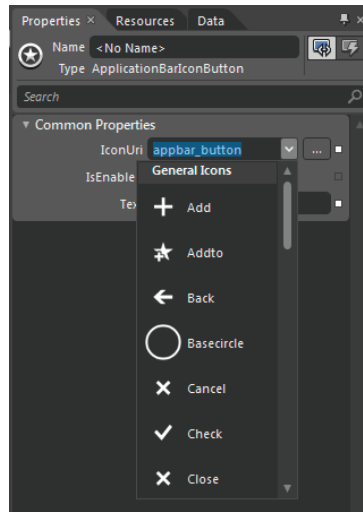 Properties × Resources Data
Name <No Name>
Type ApplicationBarIconButton
Search
Common Properties
IconUri appbar_button ...
IsEnable
Te
General Icons
Add
Addto
Back
Basecircle
Cancel
Check
Close